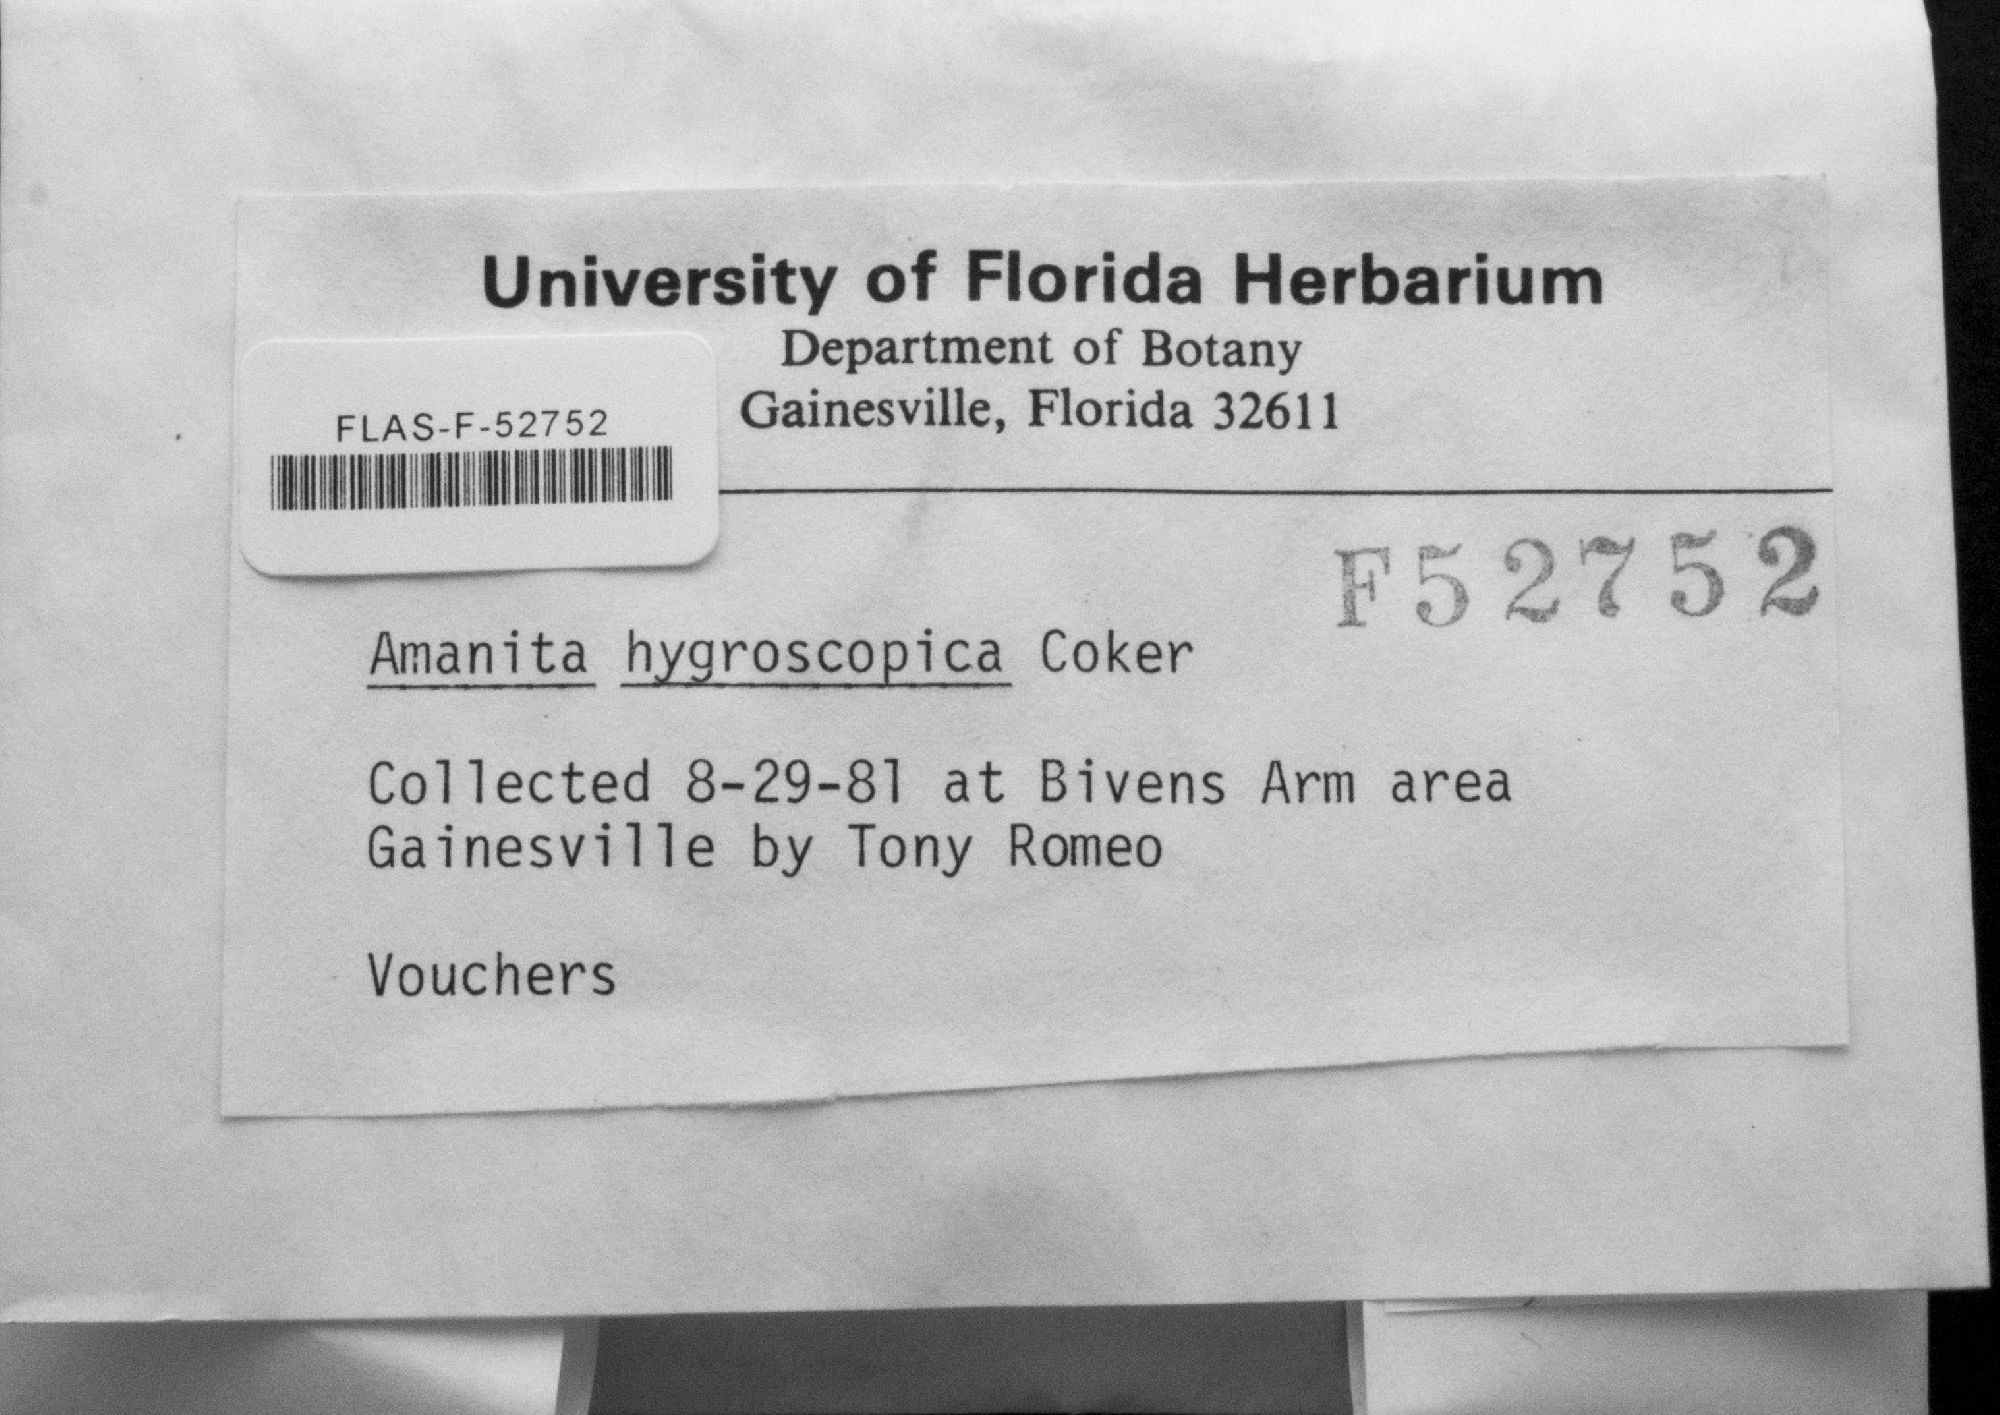 University of Florida Herbarium
Department of Botany
Gainesville, Florida 32611
FLAS-F-52752
F52752
Amanita hygroscopica Coker
Collected 8-29-81 at Bivens Arm area
Gainesville by Tony Romeo
Vouchers